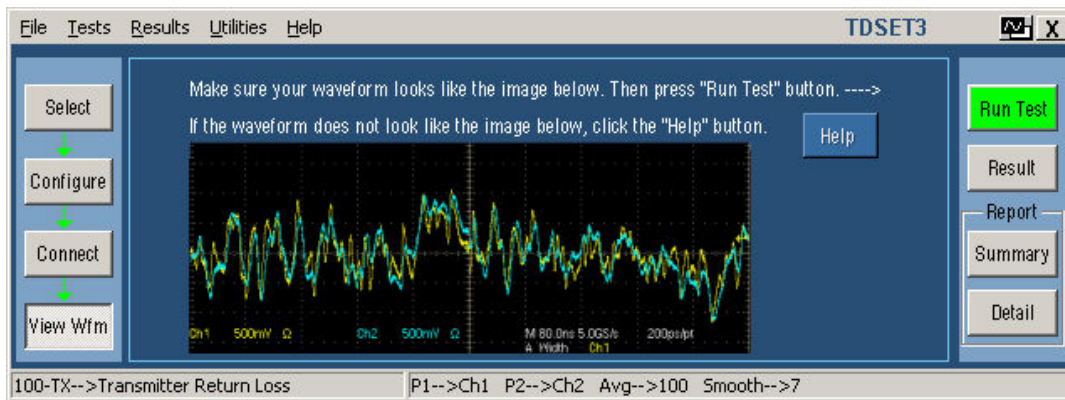 File Tests Results Utilities Help TDSET3 X
Make sure your waveform looks like the image below. Then press "Run Test" button. ---->
If the waveform does not look like the image below, click the "Help" button.
Help
Select
Configure
Connect
View Wfm
Ch1 500mV Ω Ch2 500mV Ω M 80.0ns 5.0GS/s 200ps/pt
A Width Ch1
Run Test
Result
Report
Summary
Detail
100-TX-->Transmitter Return Loss P1-->Ch1 P2-->Ch2 Avg-->100 Smooth-->7